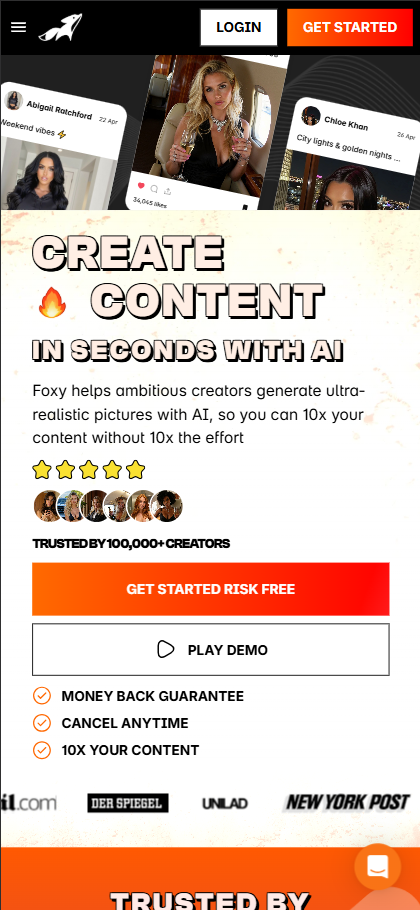 LOGIN
GET STARTED
Abigail Ratchford
22 Apr
Weekend vibes ⚡
34,045 likes
Chloe Khan
26 Apr
City lights & golden nights ...
CREATE
🔥 CONTENT
IN SECONDS WITH AI
Foxy helps ambitious creators generate ultra-
realistic pictures with AI, so you can 10x your
content without 10x the effort
TRUSTED BY 100,000+ CREATORS
GET STARTED RISK FREE
PLAY DEMO
MONEY BACK GUARANTEE
CANCEL ANYTIME
10X YOUR CONTENT
il.com
DER SPIEGEL
UNILAD
NEW YORK POST
TRUSTED BY